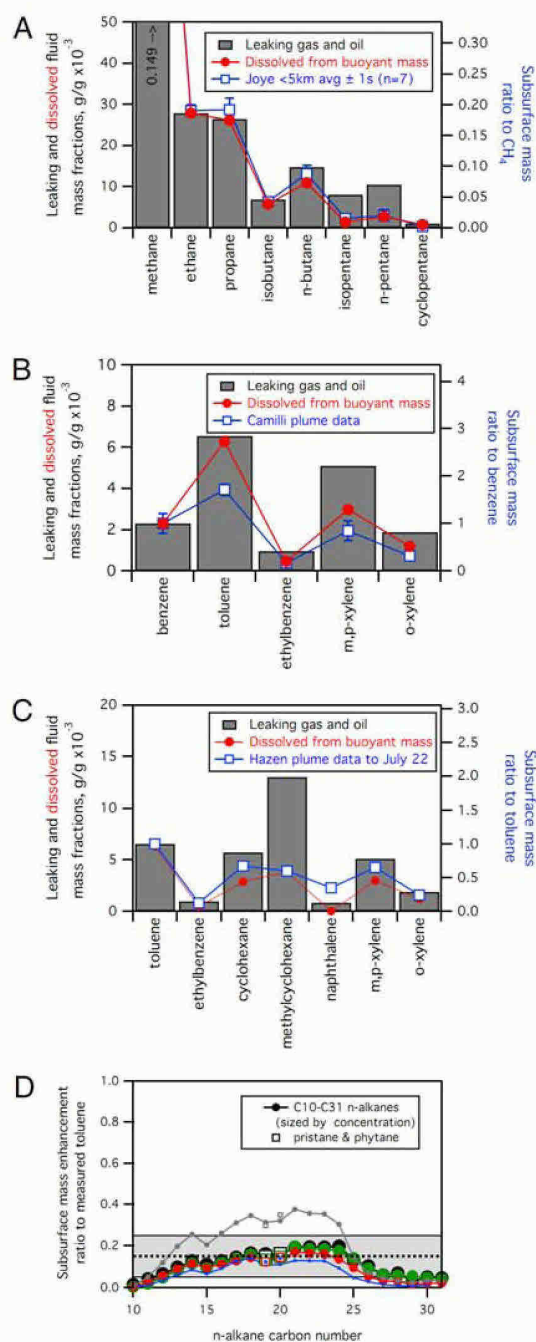 A
Leaking and dissolved fluid
mass fractions, g/g x10⁻³
50
40
30
20
10
0
0.149 -->
Leaking gas and oil
Dissolved from buoyant mass
Joye <5km avg ± 1s (n=7)
0.30
0.25
0.20
0.15
0.10
0.05
0.00
Subsurface mass
ratio to CH₄
methane
ethane
propane
isobutane
n-butane
isopentane
n-pentane
cyclopentane
B
Leaking and dissolved fluid
mass fractions, g/g x10⁻³
10
8
6
4
2
0
Leaking gas and oil
Dissolved from buoyant mass
Camilli plume data
4
3
2
1
0
Subsurface mass
ratio to benzene
benzene
toluene
ethylbenzene
m,p-xylene
o-xylene
C
Leaking and dissolved fluid
mass fractions, g/g x10⁻³
20
15
10
5
0
Leaking gas and oil
Dissolved from buoyant mass
Hazen plume data to July 22
3.0
2.5
2.0
1.5
1.0
0.5
0.0
Subsurface mass
ratio to toluene
toluene
ethylbenzene
cyclohexane
methylcyclohexane
naphthalene
m,p-xylene
o-xylene
D
Subsurface mass enhancement
ratio to measured toluene
1.0
0.8
0.6
0.4
0.2
0.0
C10-C31 n-alkanes
(sized by concentration)
pristane & phytane
10
15
20
25
30
n-alkane carbon number